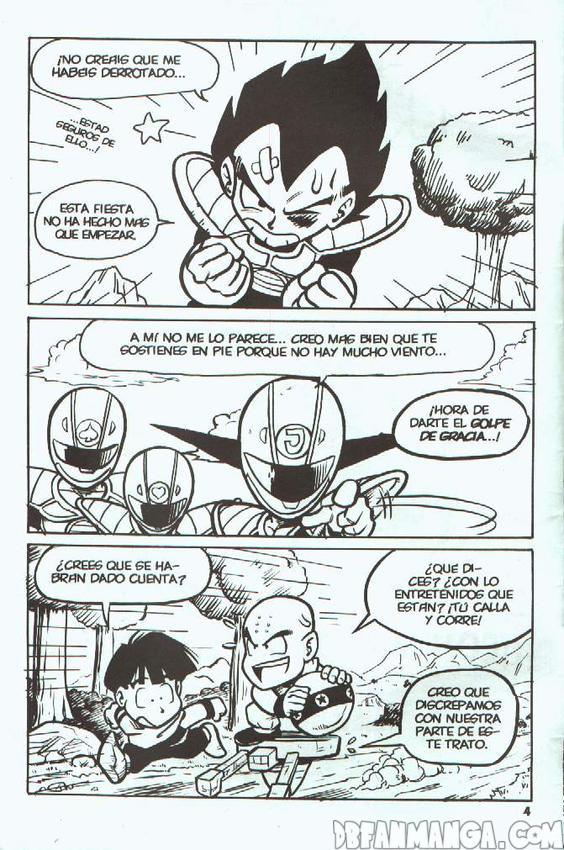 ¡NO CREAIS QUE ME
HABEIS DERROTADO...
...ESTAD
SEGUROS DE
ELLO...!
ESTA FIESTA
NO HA HECHO MAS
QUE EMPEZAR.
A MÍ NO ME LO PARECE... CREO MAS BIEN QUE TE
SOSTIENES EN PIE PORQUE NO HAY MUCHO VIENTO...
¡HORA DE
DARTE EL GOLPE
DE GRACIA...!
J
¿CREES QUE SE HA-
BRAN DADO CUENTA?
¿QUE DI-
CES? ¿CON LO
ENTRETENIDOS QUE
ESTAN? ¡TÚ CALLA
Y CORRE!
CREO QUE
DISCREPAMOS
CON NUESTRA
PARTE DE ES-
TE TRATO.
4
DBFANMANGA.COM